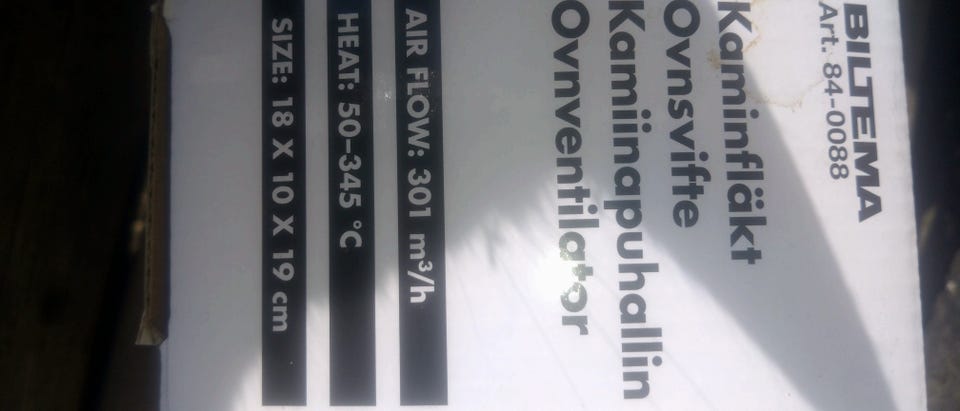 BILTEMA
Art. 84-0088
Kaminfläkt
Ovnsvifte
Kamiinapuhallin
Ovnventilator
AIR FLOW: 301 m³/h
HEAT: 50-345 °C
SIZE: 18 X 10 X 19 cm